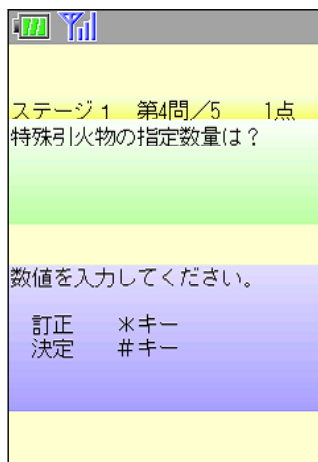 ステージ 1　第4問／5　1点
特殊引火物の指定数量は？
数値を入力してください。
訂正　＊キー
決定　＃キー